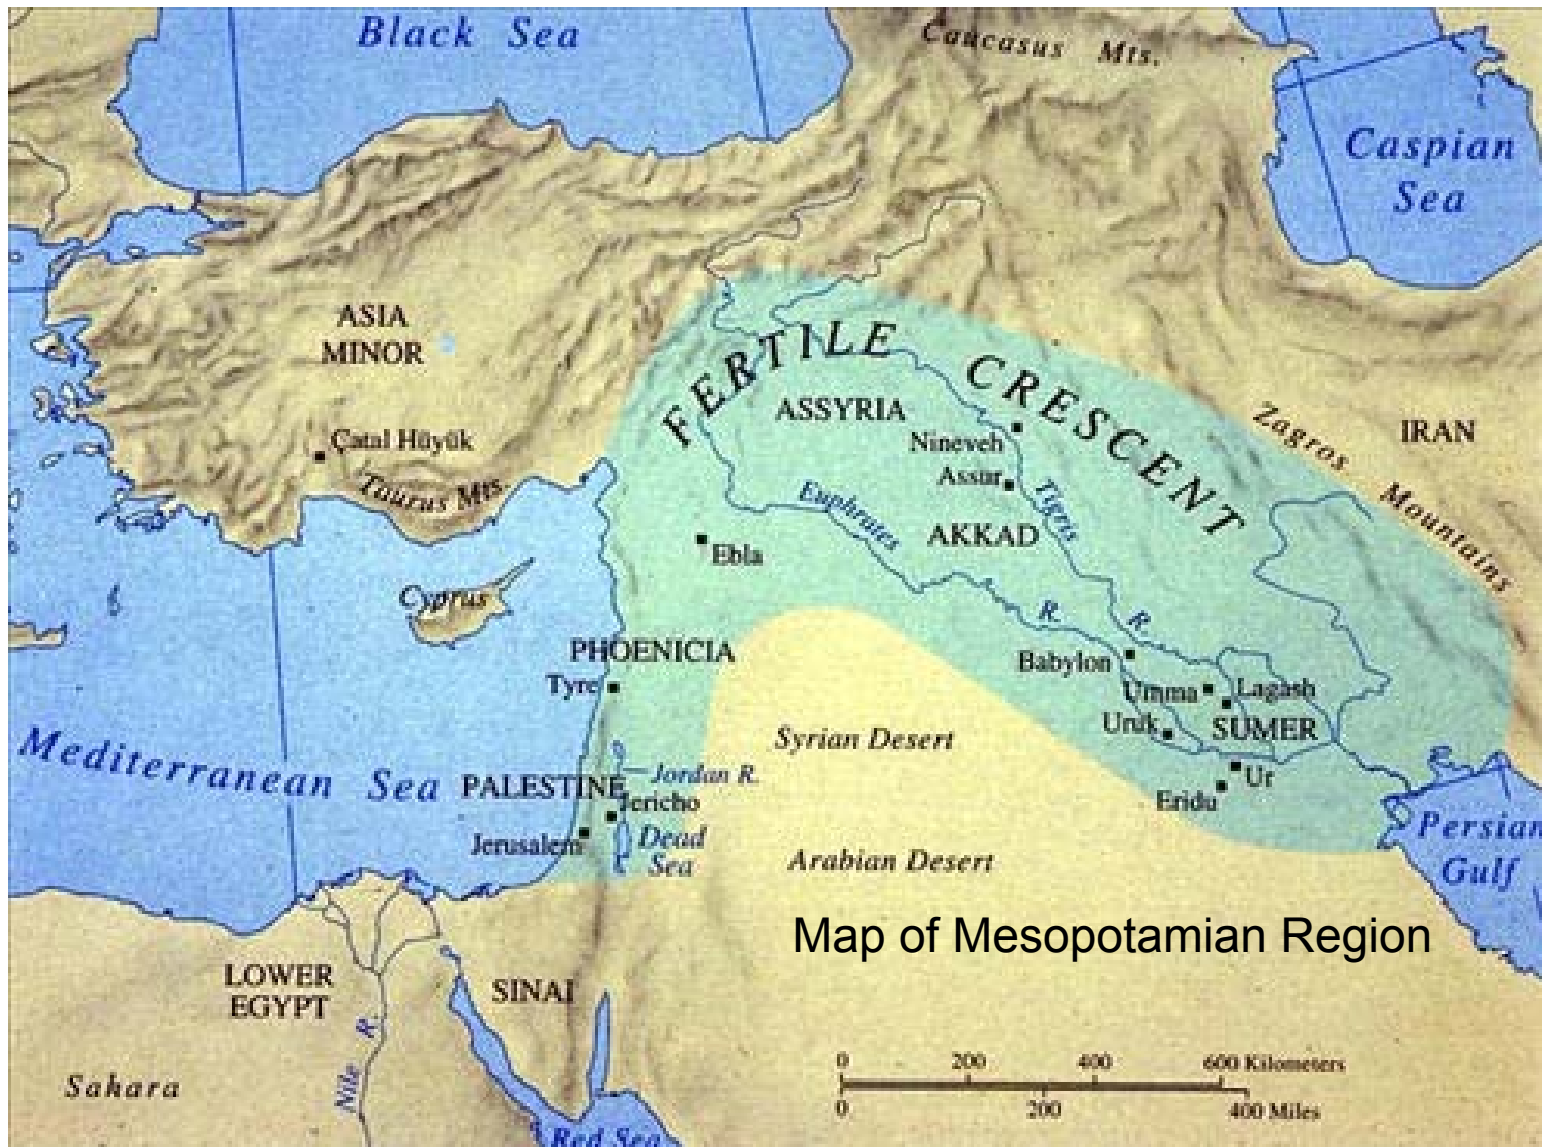 Black Sea
Caucasus Mts.
Caspian
Sea
ASIA
MINOR
FERTILE CRESCENT
ASSYRIA
Zagros Mountains
IRAN
Çatal Hüyük
Nineveh
Taurus Mts.
Assur
Euphrates R.
Tigris R.
AKKAD
Ebla
Cyprus
PHOENICIA
Babylon
Tyre
Umma
Lagash
Uruk
SUMER
Mediterranean Sea
Syrian Desert
PALESTINE
Jordan R.
Ur
Jericho
Eridu
Jerusalem
Dead
Sea
Persian
Gulf
Arabian Desert
Map of Mesopotamian Region
LOWER
EGYPT
SINAI
Nile R.
Sahara
0 200 400 600 Kilometers
0 200 400 Miles
Red Sea